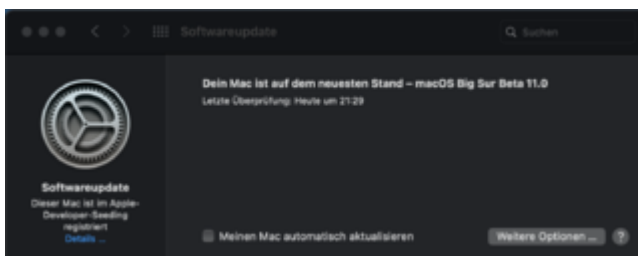 Softwareupdate
Suchen
Dein Mac ist auf dem neuesten Stand – macOS Big Sur Beta 11.0
Letzte Überprüfung: Heute um 21:29
Softwareupdate
Dieser Mac ist im Apple-
Developer-Seeding
registriert
Details ...
Meinen Mac automatisch aktualisieren
Weitere Optionen ...
?